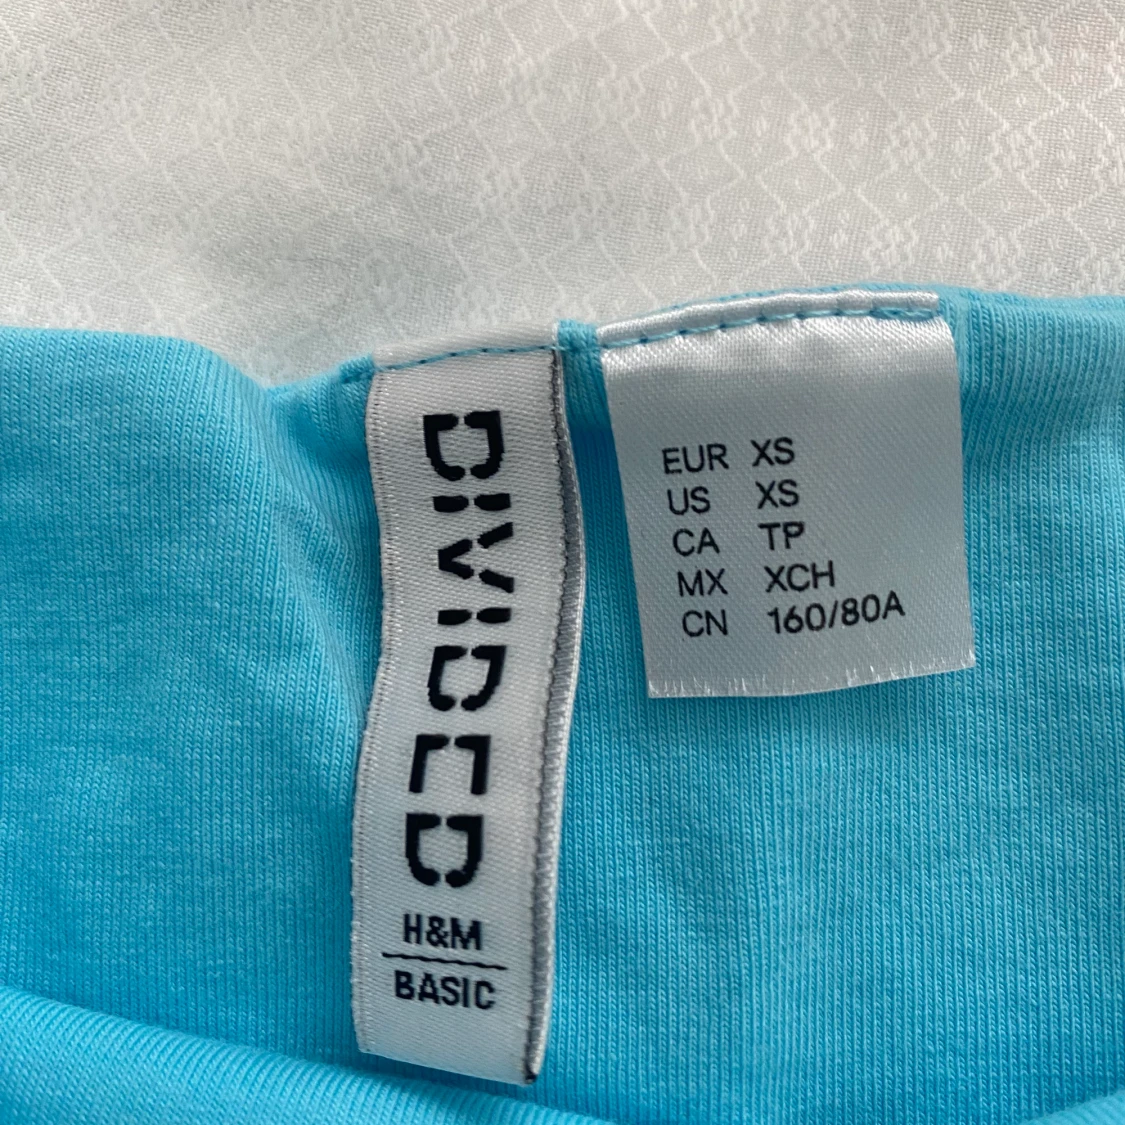 DIVIDED
H&M
BASIC
EUR XS
US XS
CA TP
MX XCH
CN 160/80A